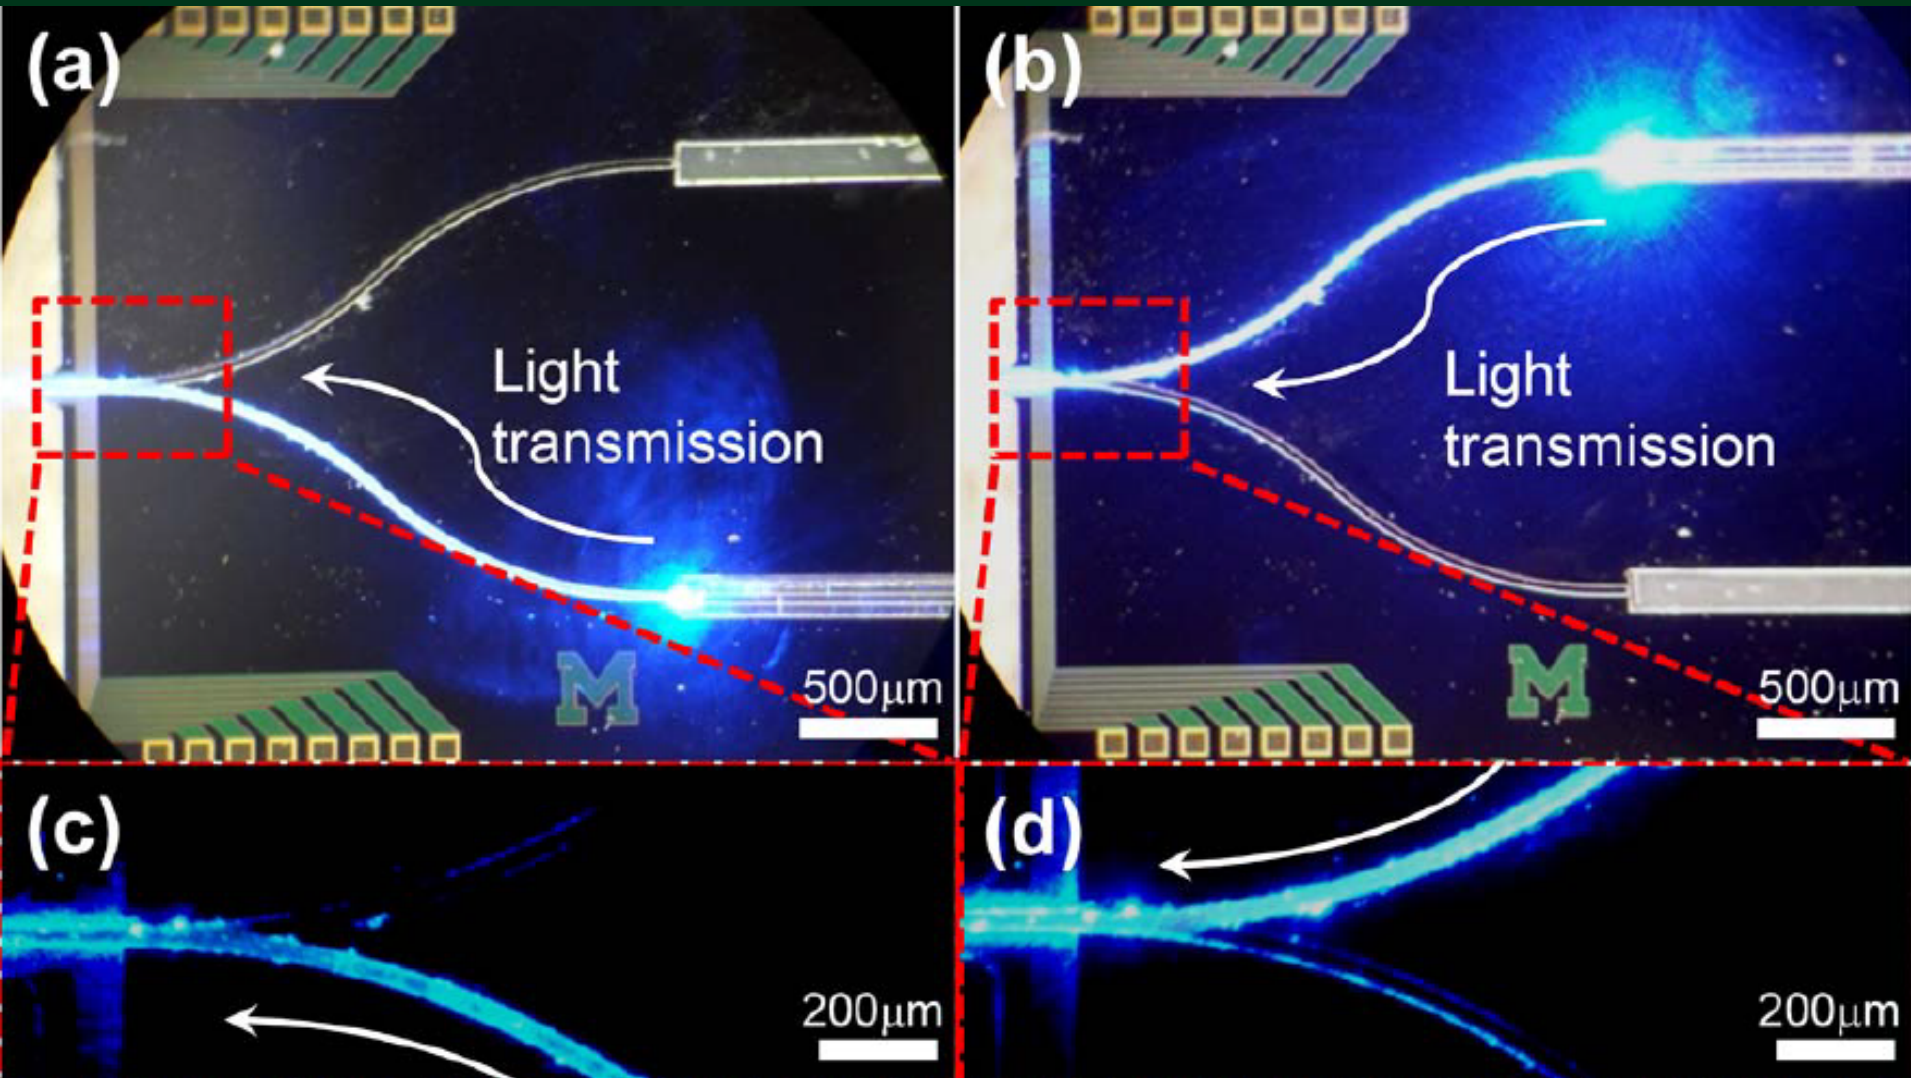 (a)
Light
transmission
M
500μm
(b)
Light
transmission
M
500μm
(c)
200μm
(d)
200μm